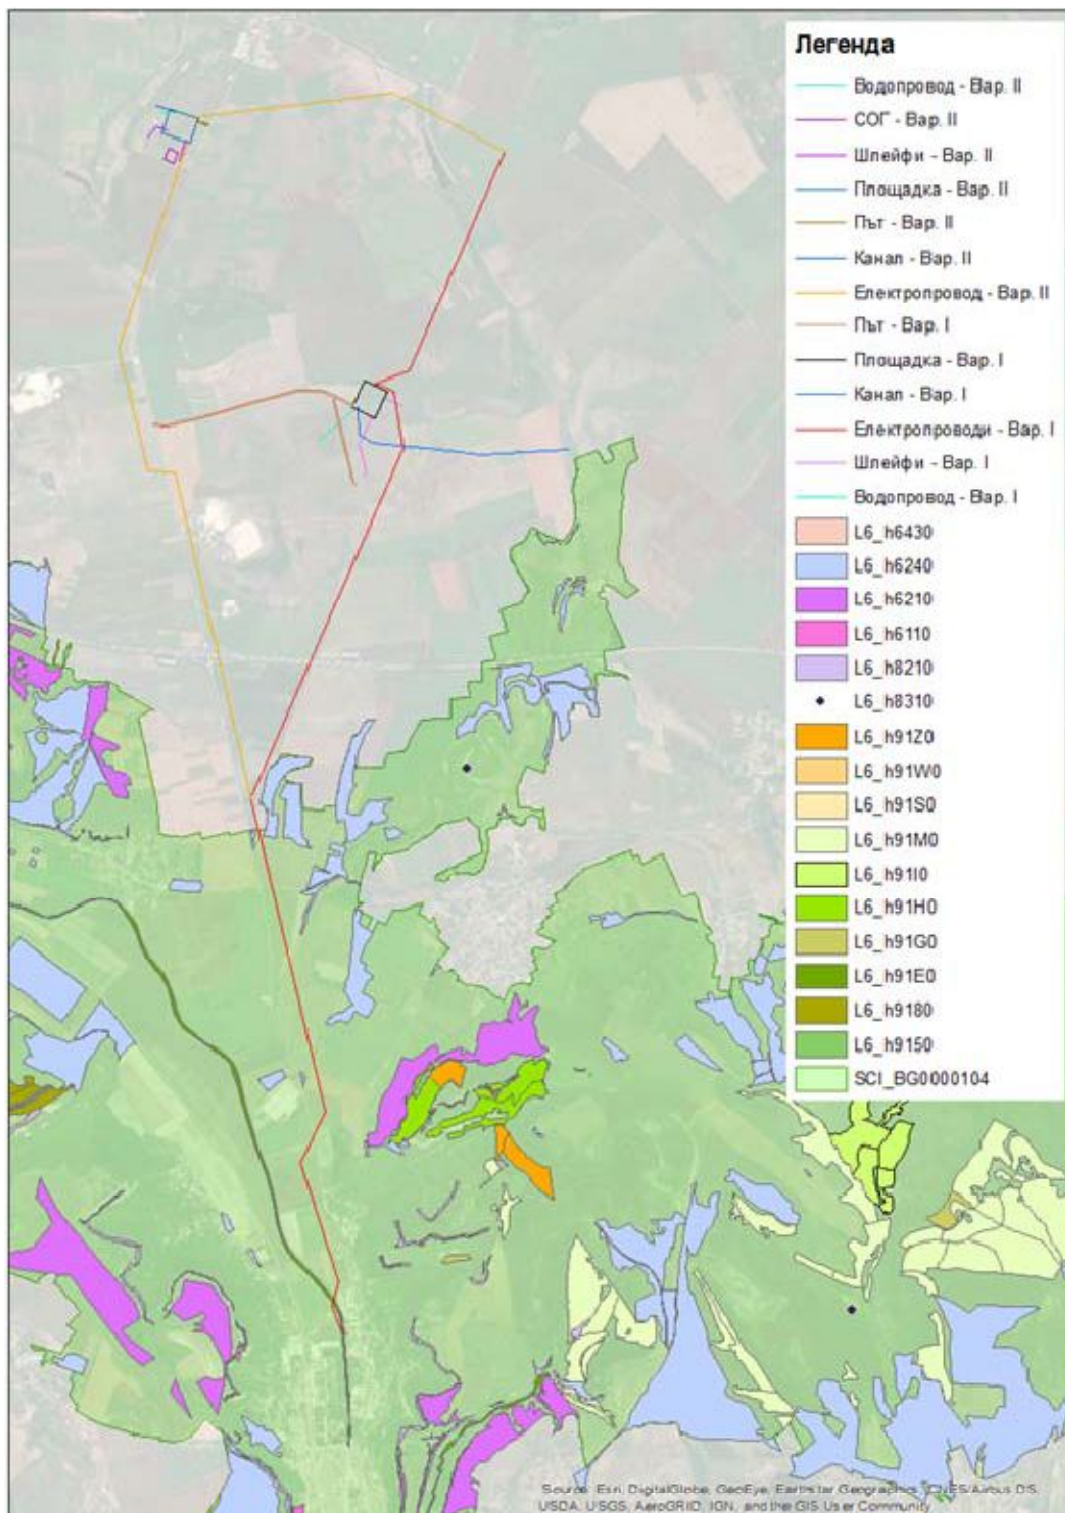 Легенда
Водопровод - Вар. II
СОГ - Вар. II
Шлейфи - Вар. II
Площадка - Вар. II
Път - Вар. II
Канал - Вар. II
Електропровод - Вар. II
Път - Вар. I
Площадка - Вар. I
Канал - Вар. I
Електропроводи - Вар. I
Шлейфи - Вар. I
Водопровод - Вар. I
L6_h6430
L6_h6240
L6_h6210
L6_h6110
L6_h8210
L6_h8310
L6_h91Z0
L6_h91W0
L6_h91S0
L6_h91M0
L6_h91I0
L6_h91H0
L6_h91G0
L6_h91E0
L6_h9180
L6_h9150
SCI_BG0000104
Source: Esri, DigitalGlobe, GeoEye, Earthstar Geographics, CNES/Airbus DS,
USDA, USGS, AeroGRID, IGN, and the GIS User Community